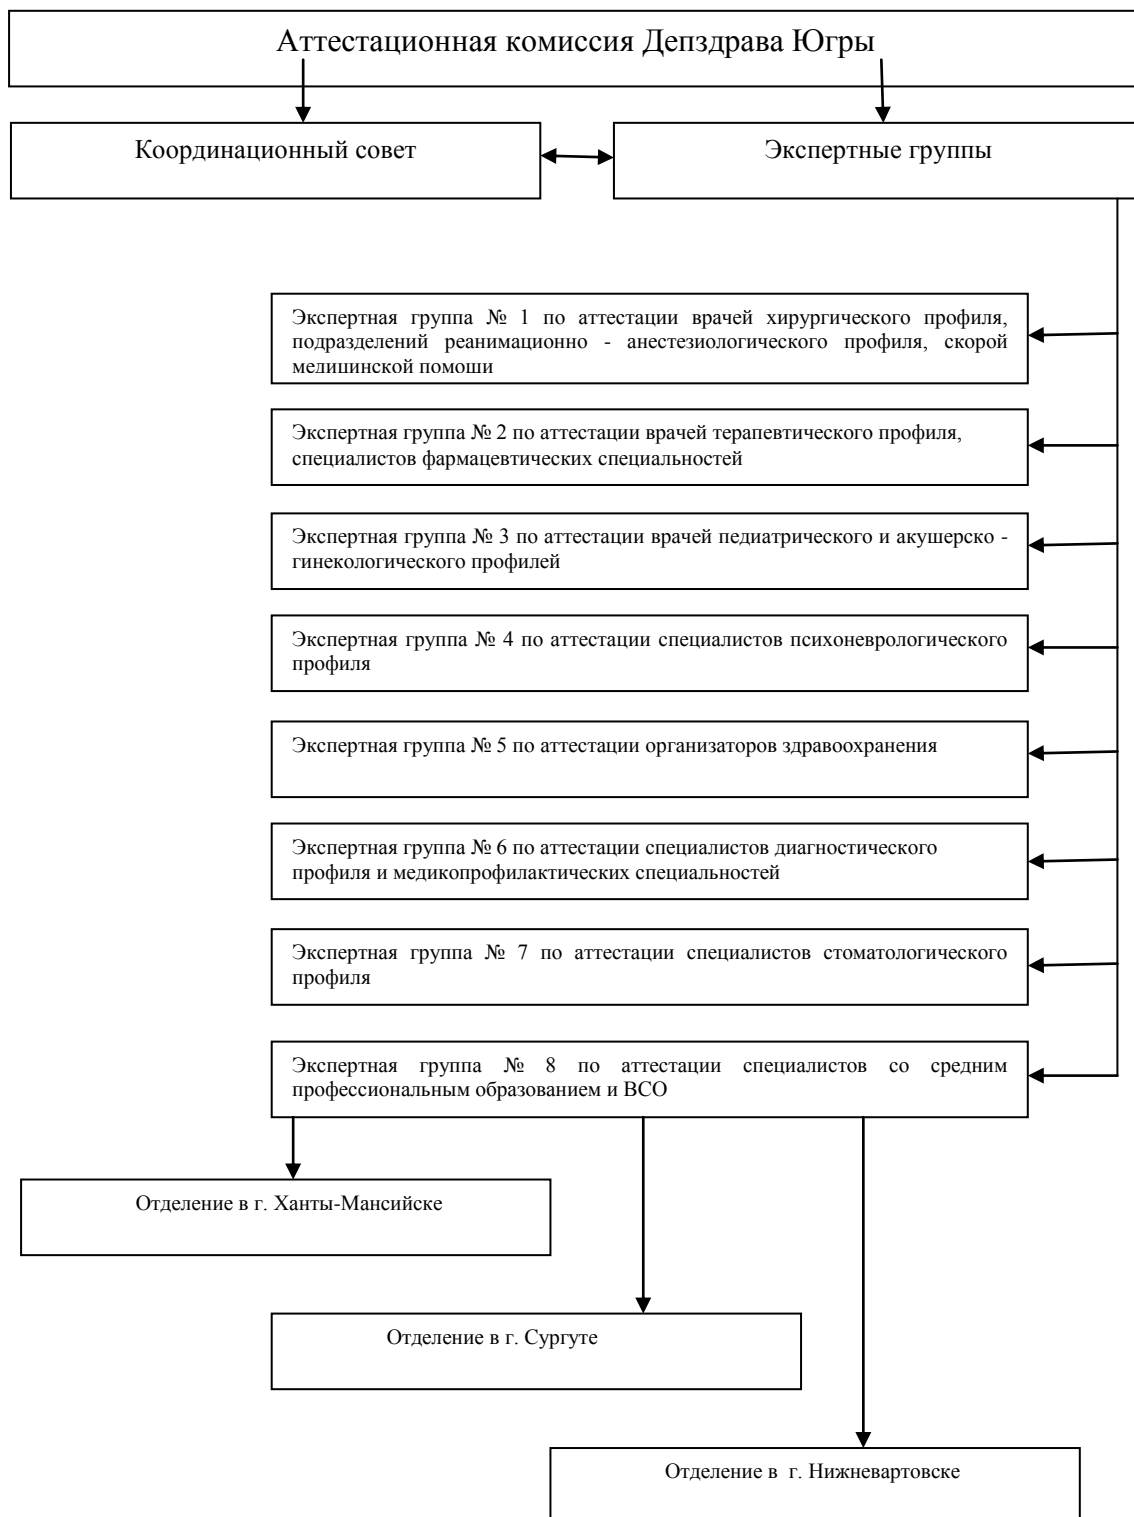 Аттестационная комиссия Депздрава Югры
Координационный совет
Экспертные группы
Экспертная группа № 1 по аттестации врачей хирургического профиля,
подразделений реанимационно - анестезиологического профиля, скорой
медицинской помощи
Экспертная группа № 2 по аттестации врачей терапевтического профиля,
специалистов фармацевтических специальностей
Экспертная группа № 3 по аттестации врачей педиатрического и акушерско -
гинекологического профилей
Экспертная группа № 4 по аттестации специалистов психоневрологического
профиля
Экспертная группа № 5 по аттестации организаторов здравоохранения
Экспертная группа № 6 по аттестации специалистов диагностического
профиля и медикопрофилактических специальностей
Экспертная группа № 7 по аттестации специалистов стоматологического
профиля
Экспертная группа № 8 по аттестации специалистов со средним
профессиональным образованием и ВСО
Отделение в г. Ханты-Мансийске
Отделение в г. Сургуте
Отделение в г. Нижневартовске